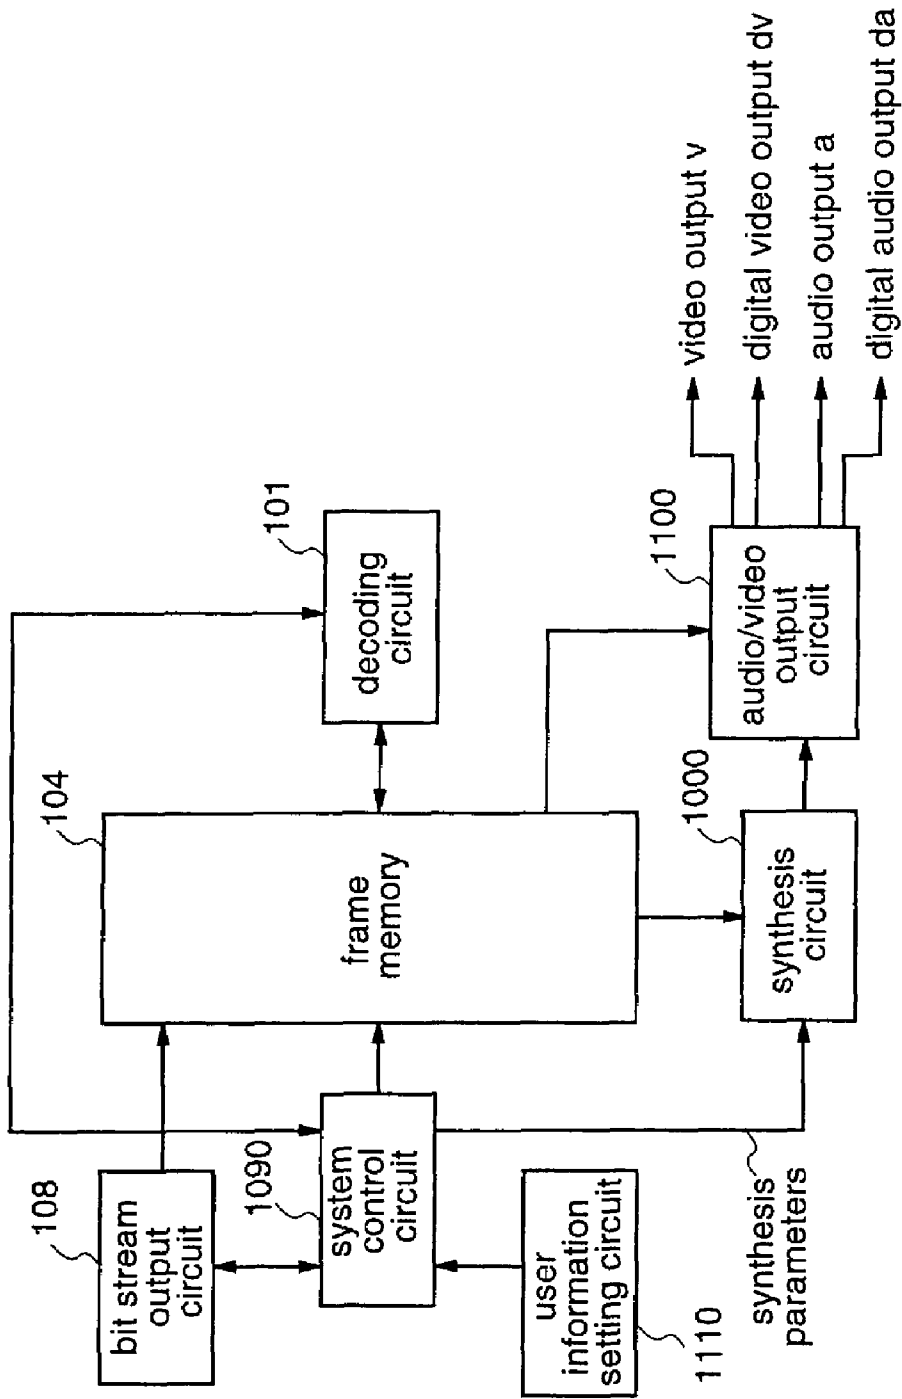 108
bit stream
output
circuit
1090
system
control
circuit
user
information
setting circuit
1110
104
frame
memory
101
decoding
circuit
synthesis
parameters
1000
synthesis
circuit
1100
audio/video
output
circuit
video output v
digital video output dv
audio output a
digital audio output da